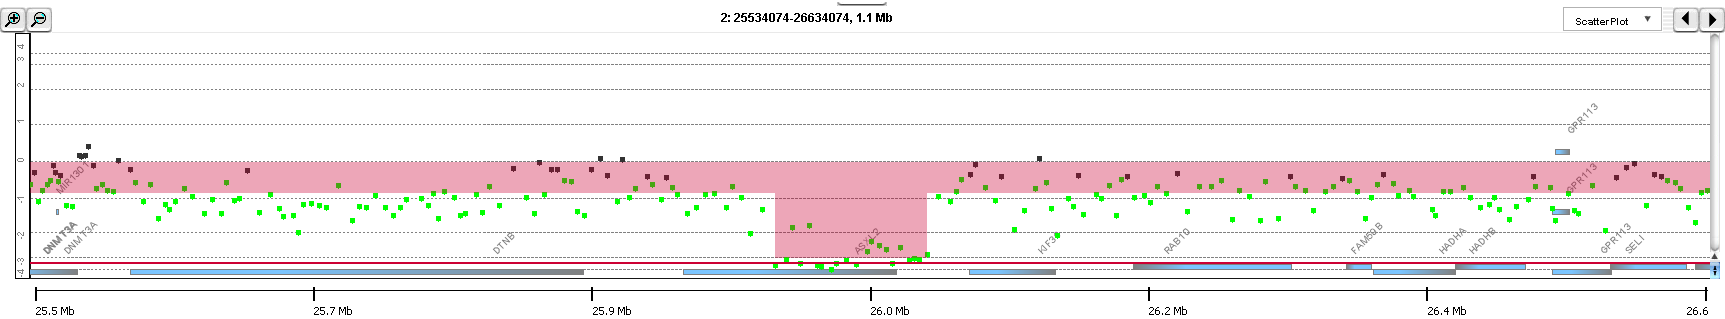 2: 25534074-26634074, 1.1 Mb
ScatterPlot
4
3
2
1
0
-1
-2
-3
-4
GPR113
MIR1301
GPR113
DNMT3A
DNMT3A
DTNB
ASXL2
KIF3C
RAB10
FAM59B
HADHA
HADHB
GPR113
SELI
25.5 Mb
25.7 Mb
25.9 Mb
26.0 Mb
26.2 Mb
26.4 Mb
26.6